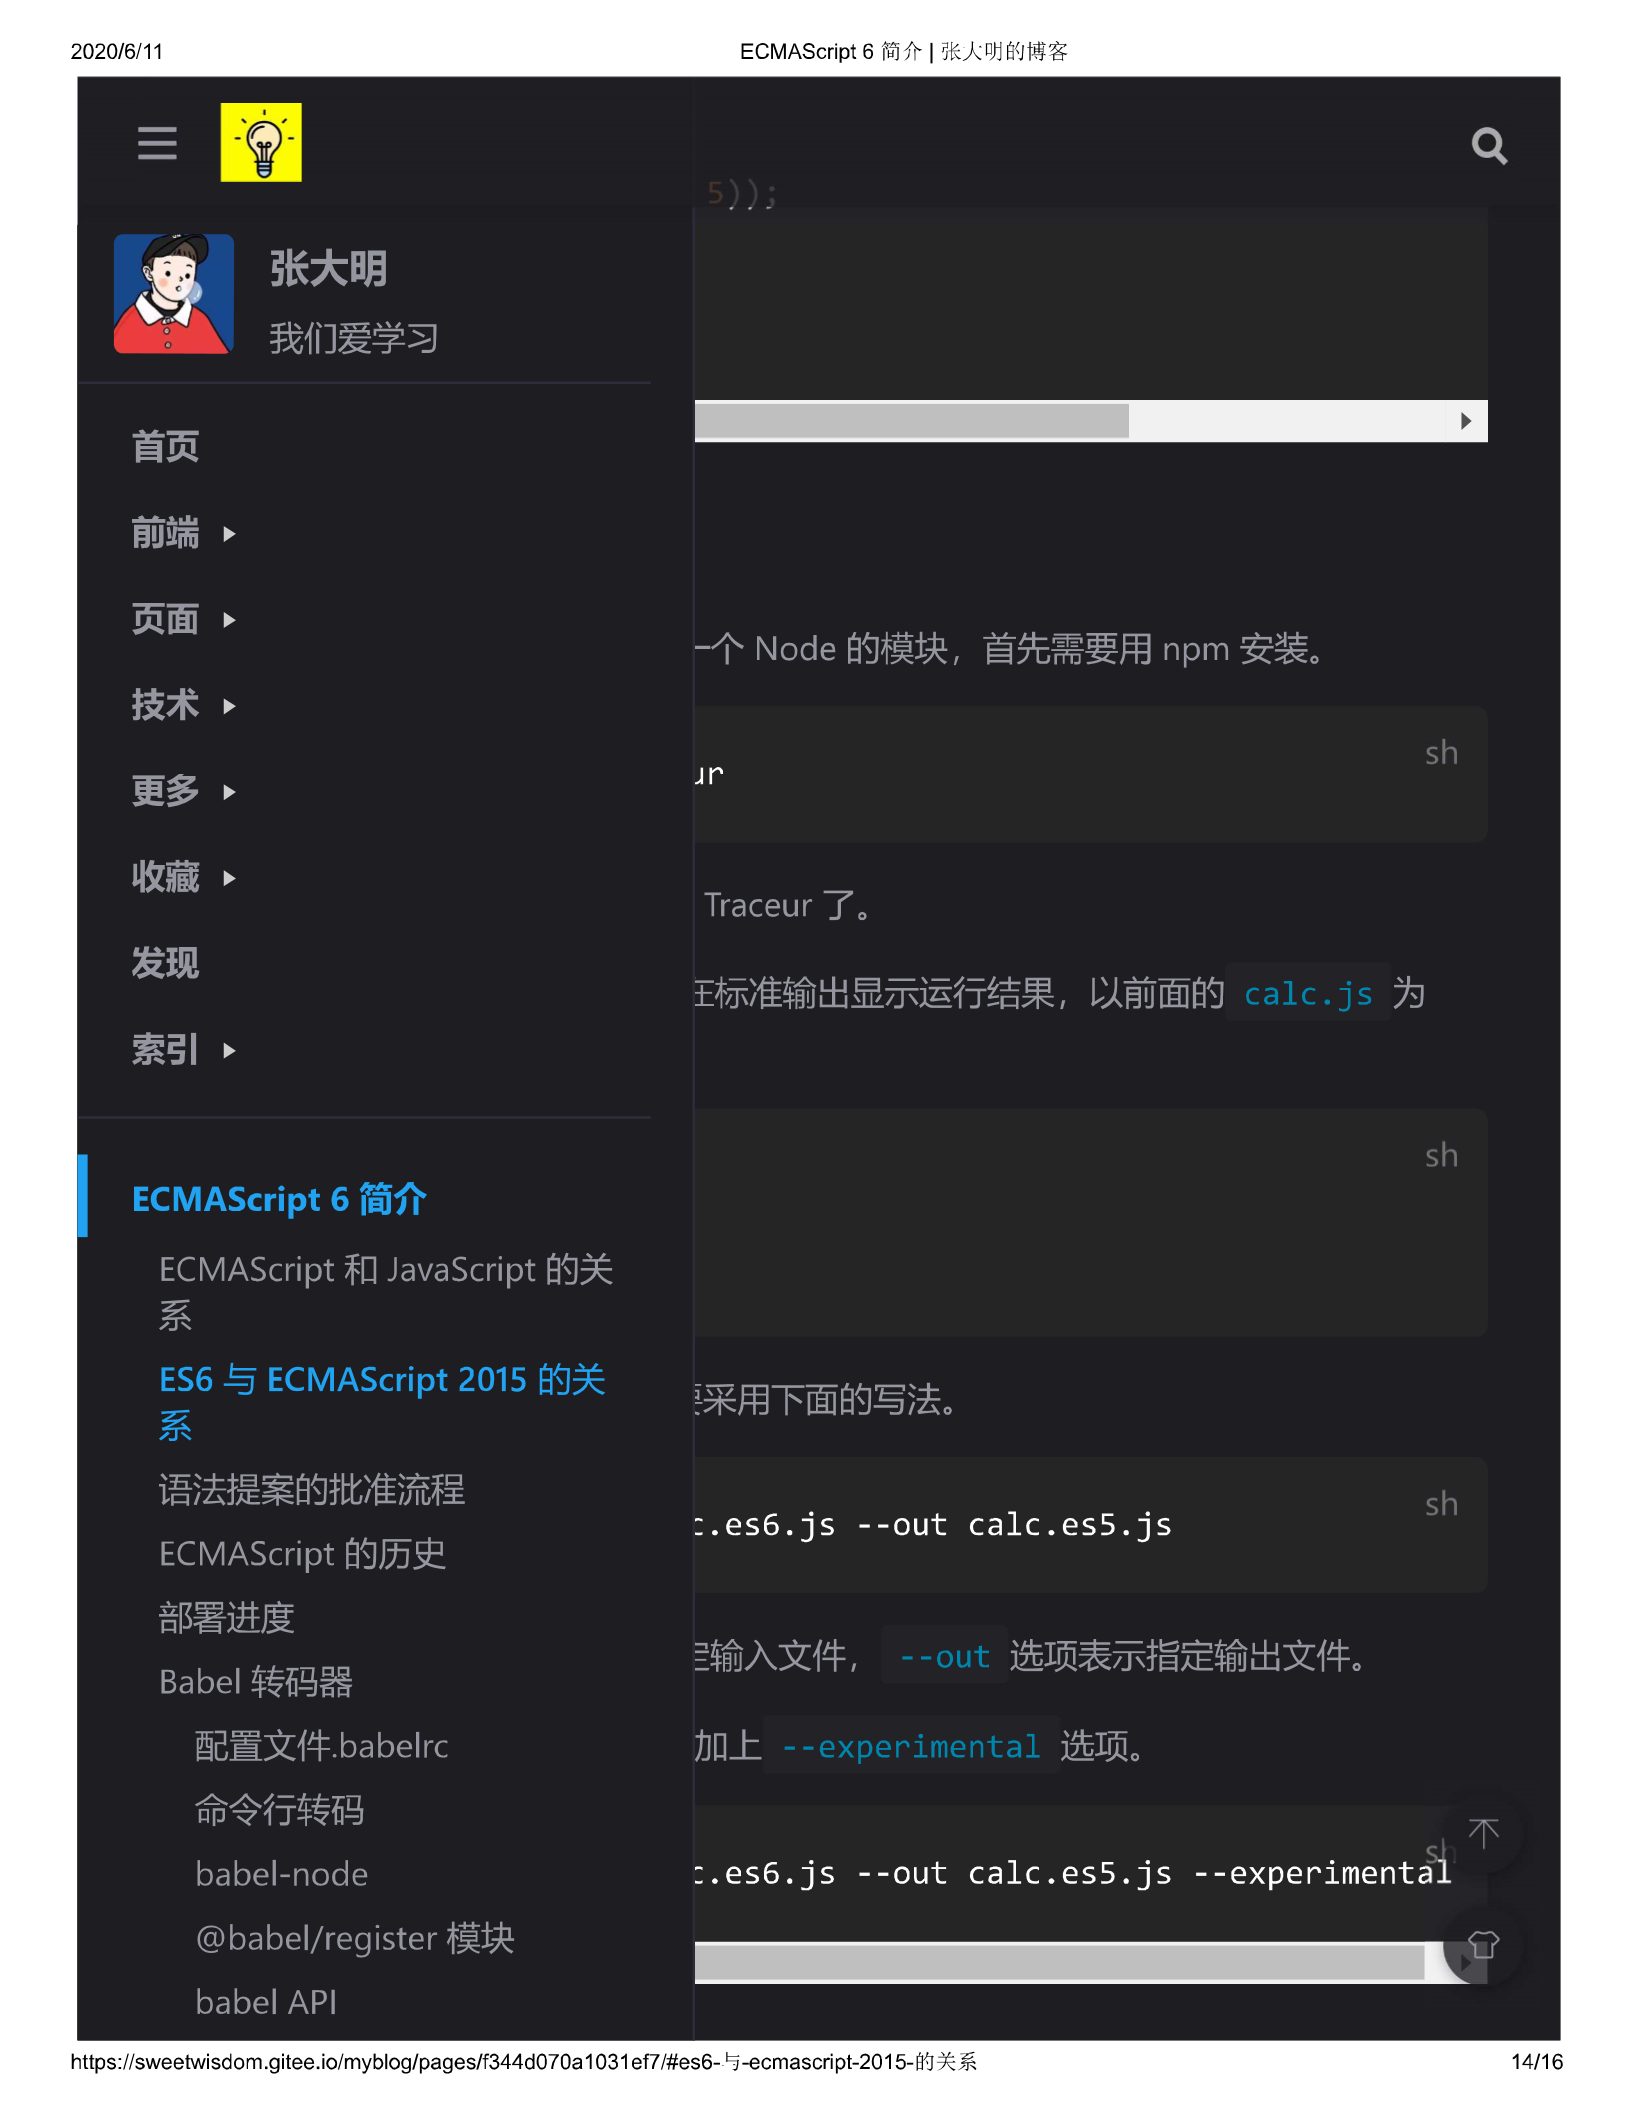 2020/6/11
ECMAScript 6 简介 | 张大明的博客
5));
张大明
我们爱学习
首页
前端
页面
技术
更多
收藏
发现
索引
ECMAScript 6 简介
ECMAScript 和 JavaScript 的关
系
ES6 与 ECMAScript 2015 的关
系
语法提案的批准流程
ECMAScript 的历史
部署进度
Babel 转码器
配置文件.babelrc
命令行转码
babel-node
@babel/register 模块
babel API
一个 Node 的模块，首先需要用 npm 安装。
sh
ur
Traceur 了。
在标准输出显示运行结果，以前面的 calc.js 为
sh
要采用下面的写法。
sh
c.es6.js --out calc.es5.js
定输入文件， --out 选项表示指定输出文件。
加上 --experimental 选项。
sh
c.es6.js --out calc.es5.js --experimental
https://sweetwisdom.gitee.io/myblog/pages/f344d070a1031ef7/#es6-与-ecmascript-2015-的关系
14/16